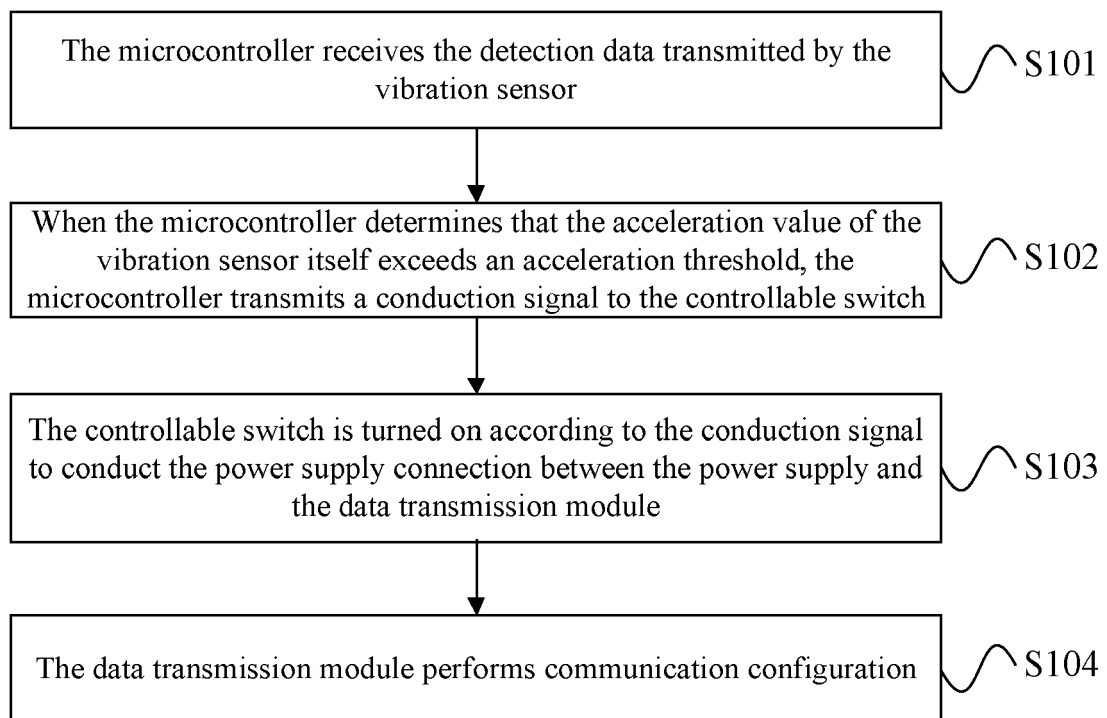 The microcontroller receives the detection data transmitted by the
vibration sensor
S101
When the microcontroller determines that the acceleration value of the
vibration sensor itself exceeds an acceleration threshold, the
microcontroller transmits a conduction signal to the controllable switch
S102
The controllable switch is turned on according to the conduction signal
to conduct the power supply connection between the power supply and
the data transmission module
S103
The data transmission module performs communication configuration
S104